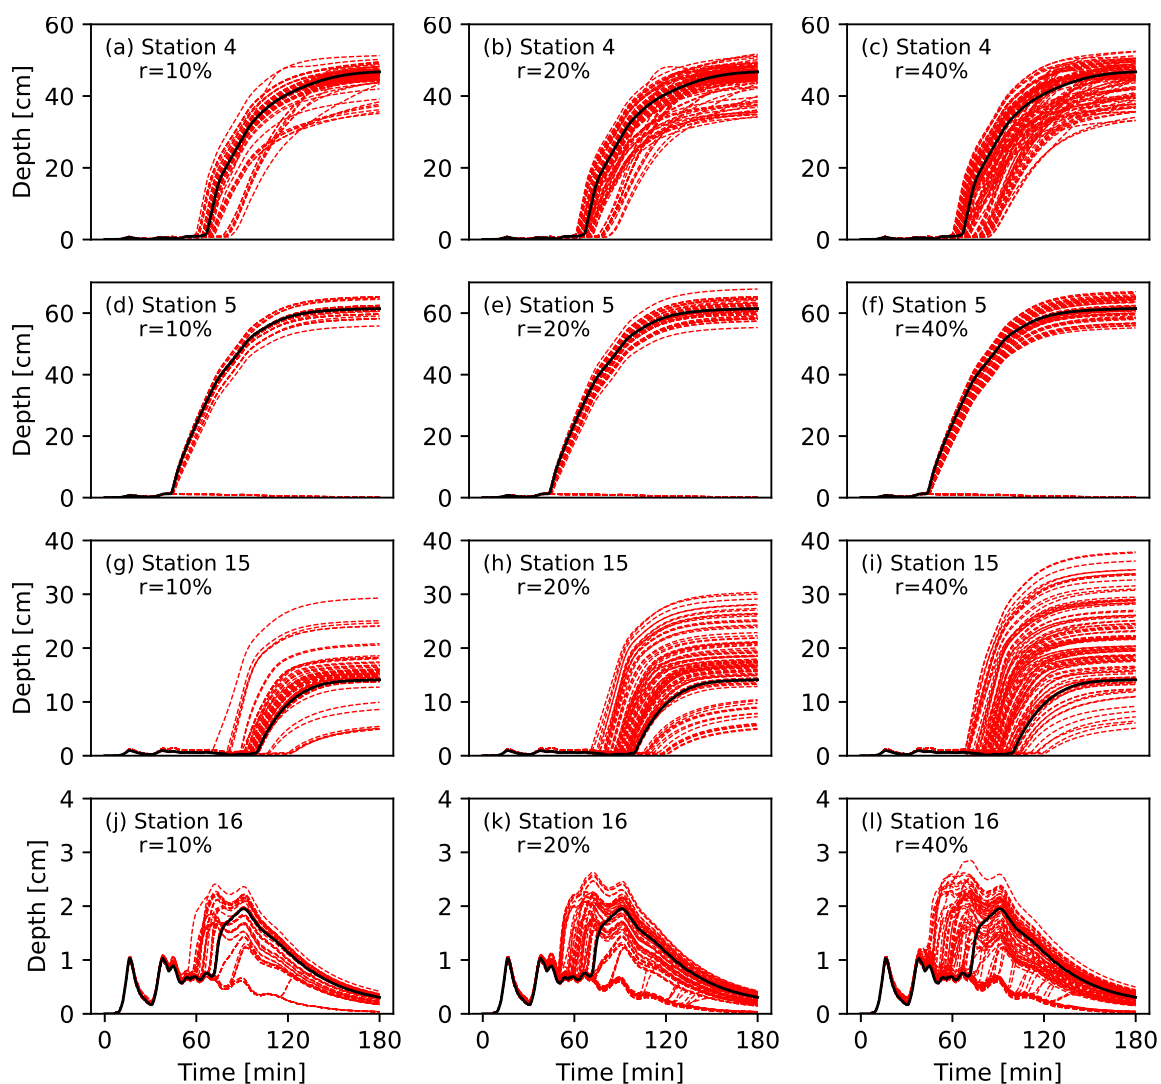 60
40
20
0
Depth [cm]
(a) Station 4
r=10%
60
40
20
0
(b) Station 4
r=20%
60
40
20
0
(c) Station 4
r=40%
60
40
20
0
Depth [cm]
(d) Station 5
r=10%
60
40
20
0
(e) Station 5
r=20%
60
40
20
0
(f) Station 5
r=40%
40
30
20
10
0
Depth [cm]
(g) Station 15
r=10%
40
30
20
10
0
(h) Station 15
r=20%
40
30
20
10
0
(i) Station 15
r=40%
4
3
2
1
0
Depth [cm]
(j) Station 16
r=10%
0 60 120 180
Time [min]
4
3
2
1
0
(k) Station 16
r=20%
0 60 120 180
Time [min]
4
3
2
1
0
(l) Station 16
r=40%
0 60 120 180
Time [min]